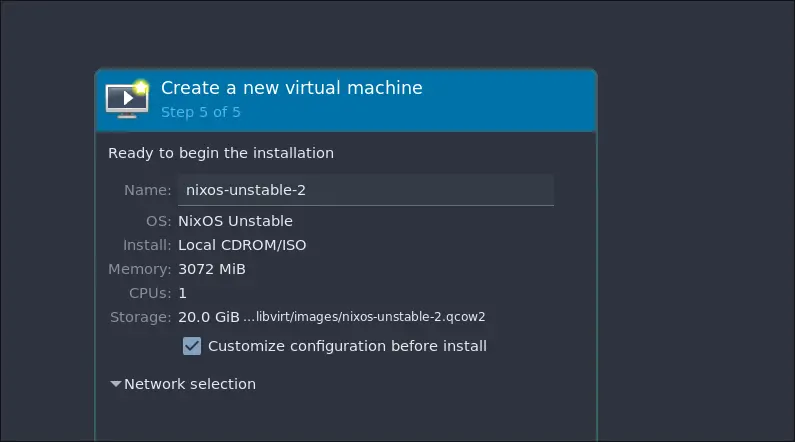 Create a new virtual machine
Step 5 of 5
Ready to begin the installation
Name: nixos-unstable-2
OS: NixOS Unstable
Install: Local CDROM/ISO
Memory: 3072 MiB
CPUs: 1
Storage: 20.0 GiB ...libvirt/images/nixos-unstable-2.qcow2
Customize configuration before install
Network selection